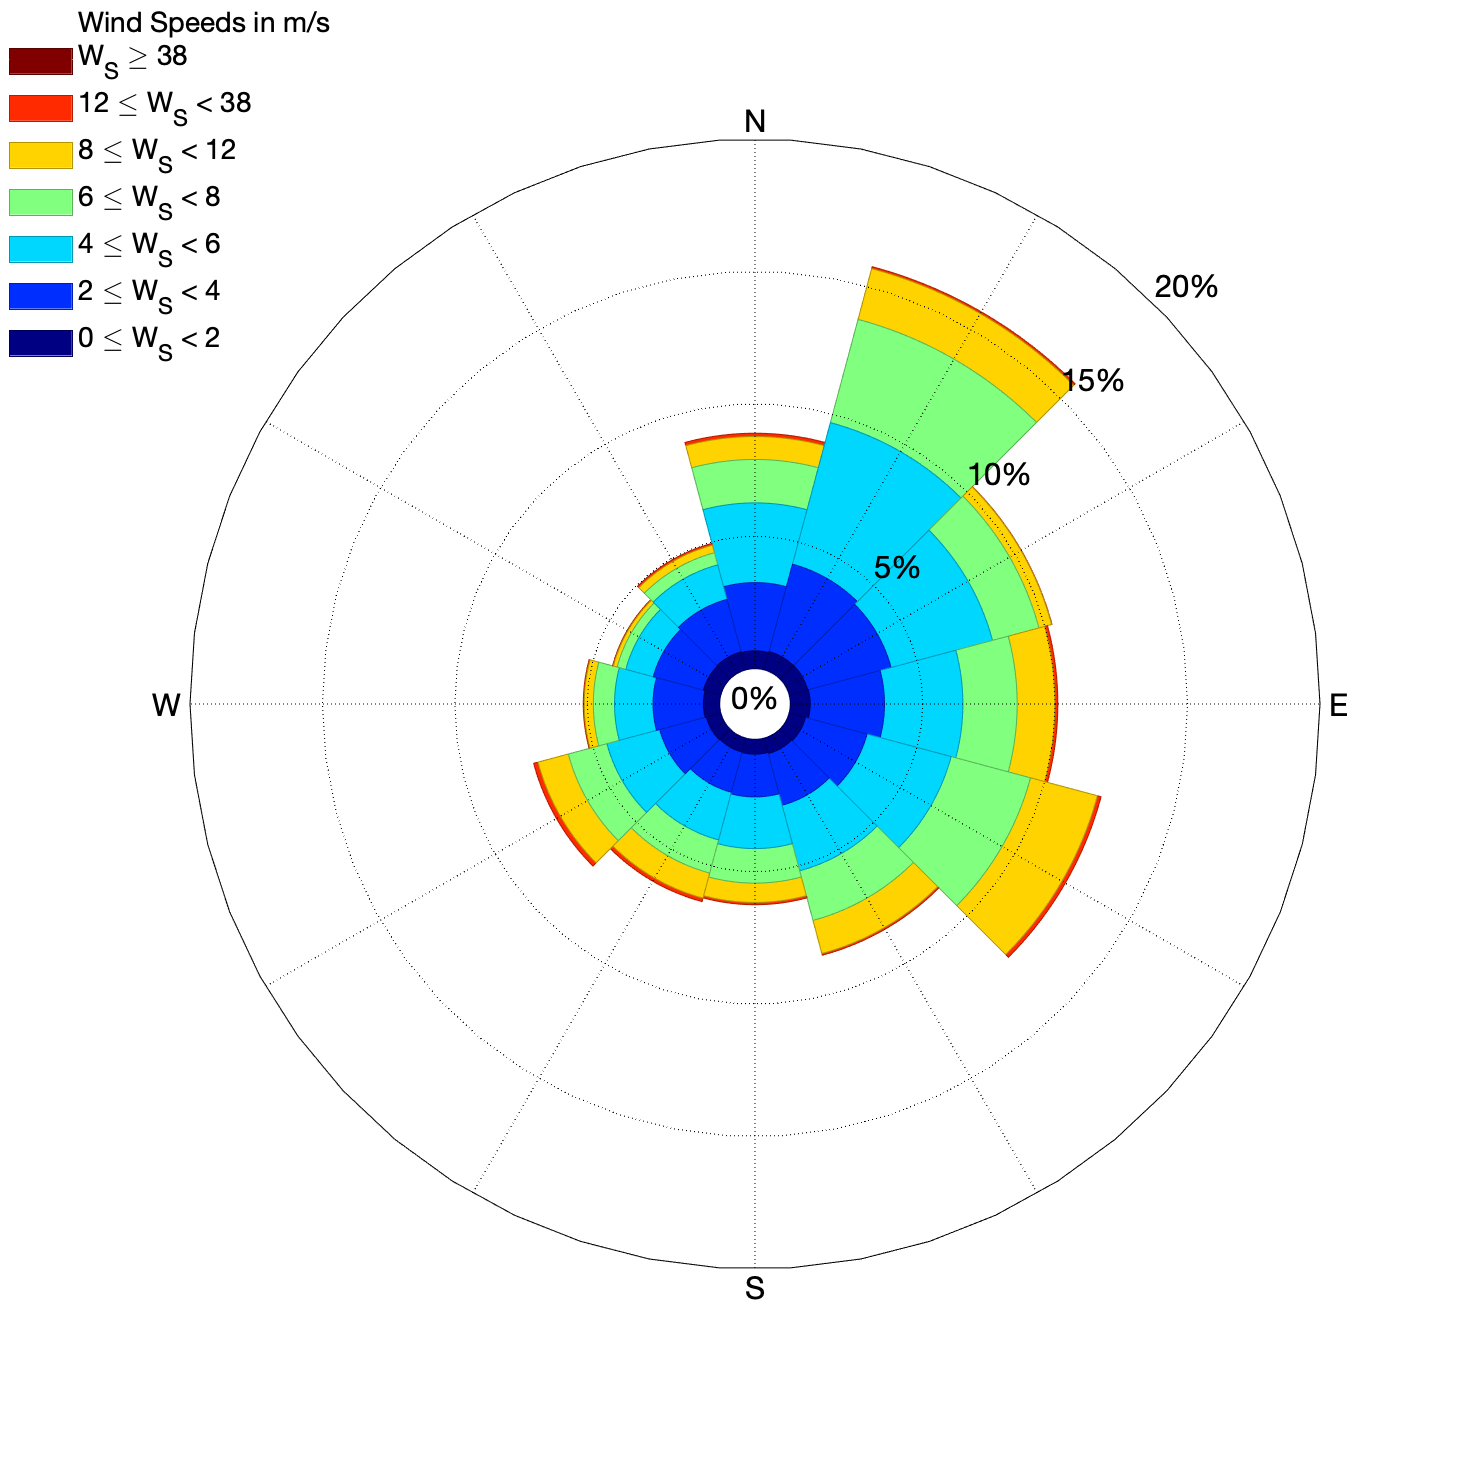 Wind Speeds in m/s
W_S ≥ 38
12 ≤ W_S < 38
8 ≤ W_S < 12
6 ≤ W_S < 8
4 ≤ W_S < 6
2 ≤ W_S < 4
0 ≤ W_S < 2
N
20%
15%
10%
5%
W
0%
E
S